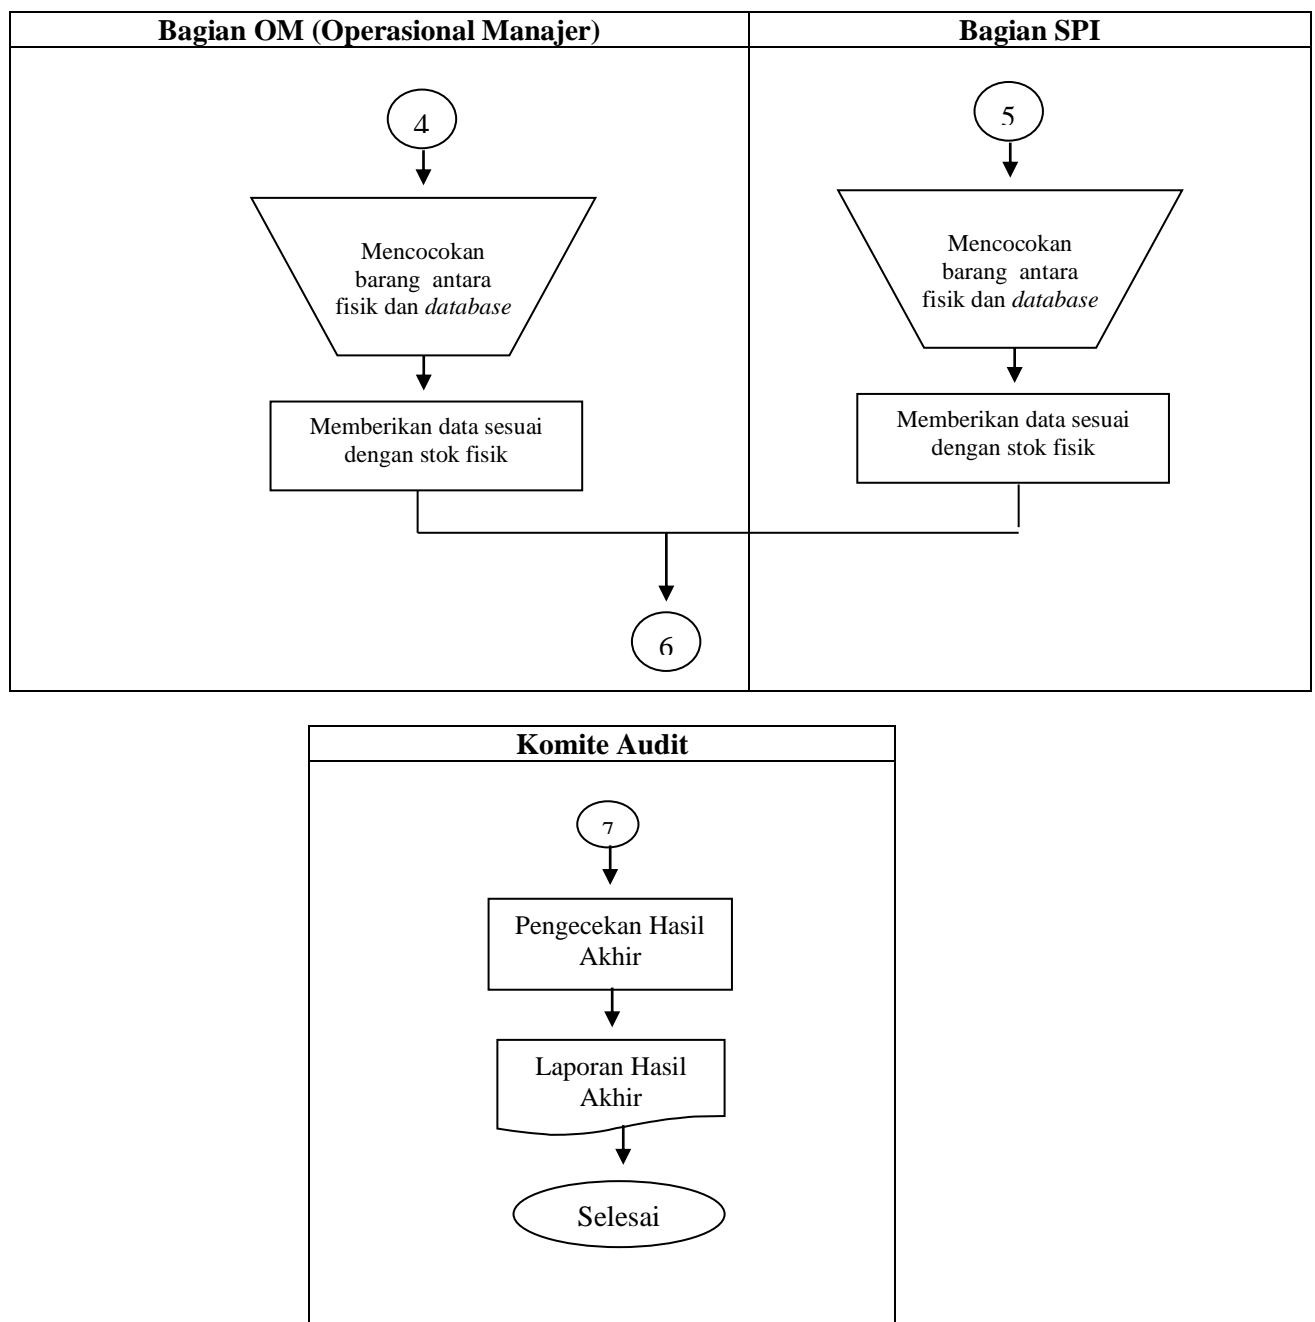 Bagian OM (Operasional Manajer)
Bagian SPI
4
Mencocokan
barang antara
fisik dan database
Memberikan data sesuai
dengan stok fisik
5
Mencocokan
barang antara
fisik dan database
Memberikan data sesuai
dengan stok fisik
6
Komite Audit
7
Pengecekan Hasil
Akhir
Laporan Hasil
Akhir
Selesai